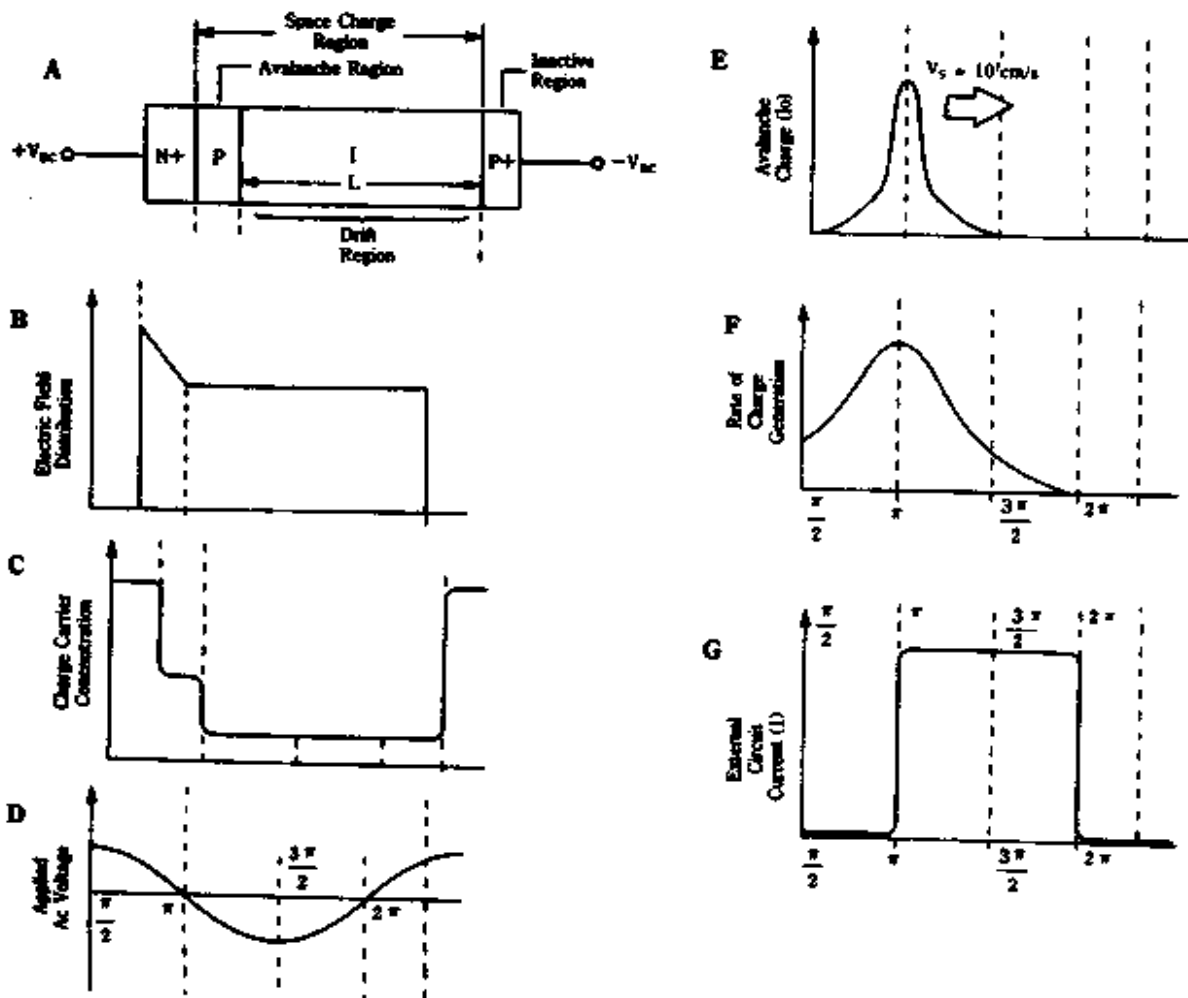 A
Space Charge
Region
Avalanche Region
Inactive
Region
N+
P
I
L
P+
Drift
Region
B
Electric Field
Distribution
C
Charge Carrier
Concentration
D
Applied
Ac Voltage
π/2
π
3π/2
2π
E
Avalanche
Charge (Io)
F
Rate of
Charge
Generation
π/2
π
3π/2
2π
G
External
Circuit
Current (I)
π/2
π
3π/2
2π
π/2
π
3π/2
2π